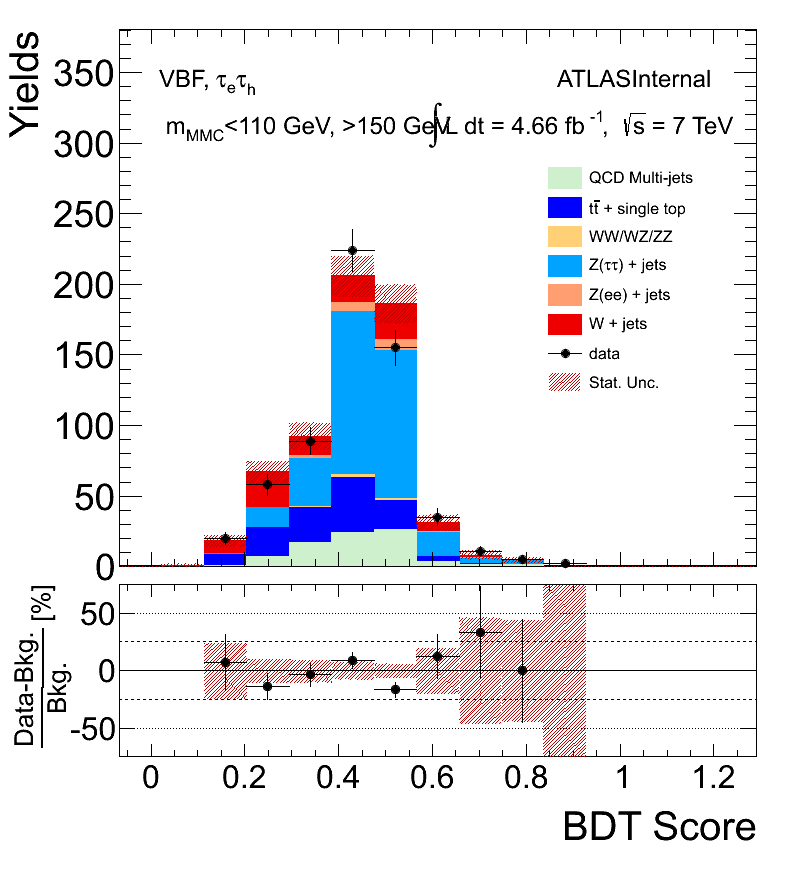 Yields
350
300
250
200
150
100
50
0
VBF, τeτh
ATLASInternal
mMMC<110 GeV, >150 GeV
∫L dt = 4.66 fb-1, √s = 7 TeV
QCD Multi-jets
tt̄ + single top
WW/WZ/ZZ
Z(ττ) + jets
Z(ee) + jets
W + jets
data
Stat. Unc.
Data-Bkg.
Bkg.
[%]
50
0
-50
0 0.2 0.4 0.6 0.8 1 1.2
BDT Score